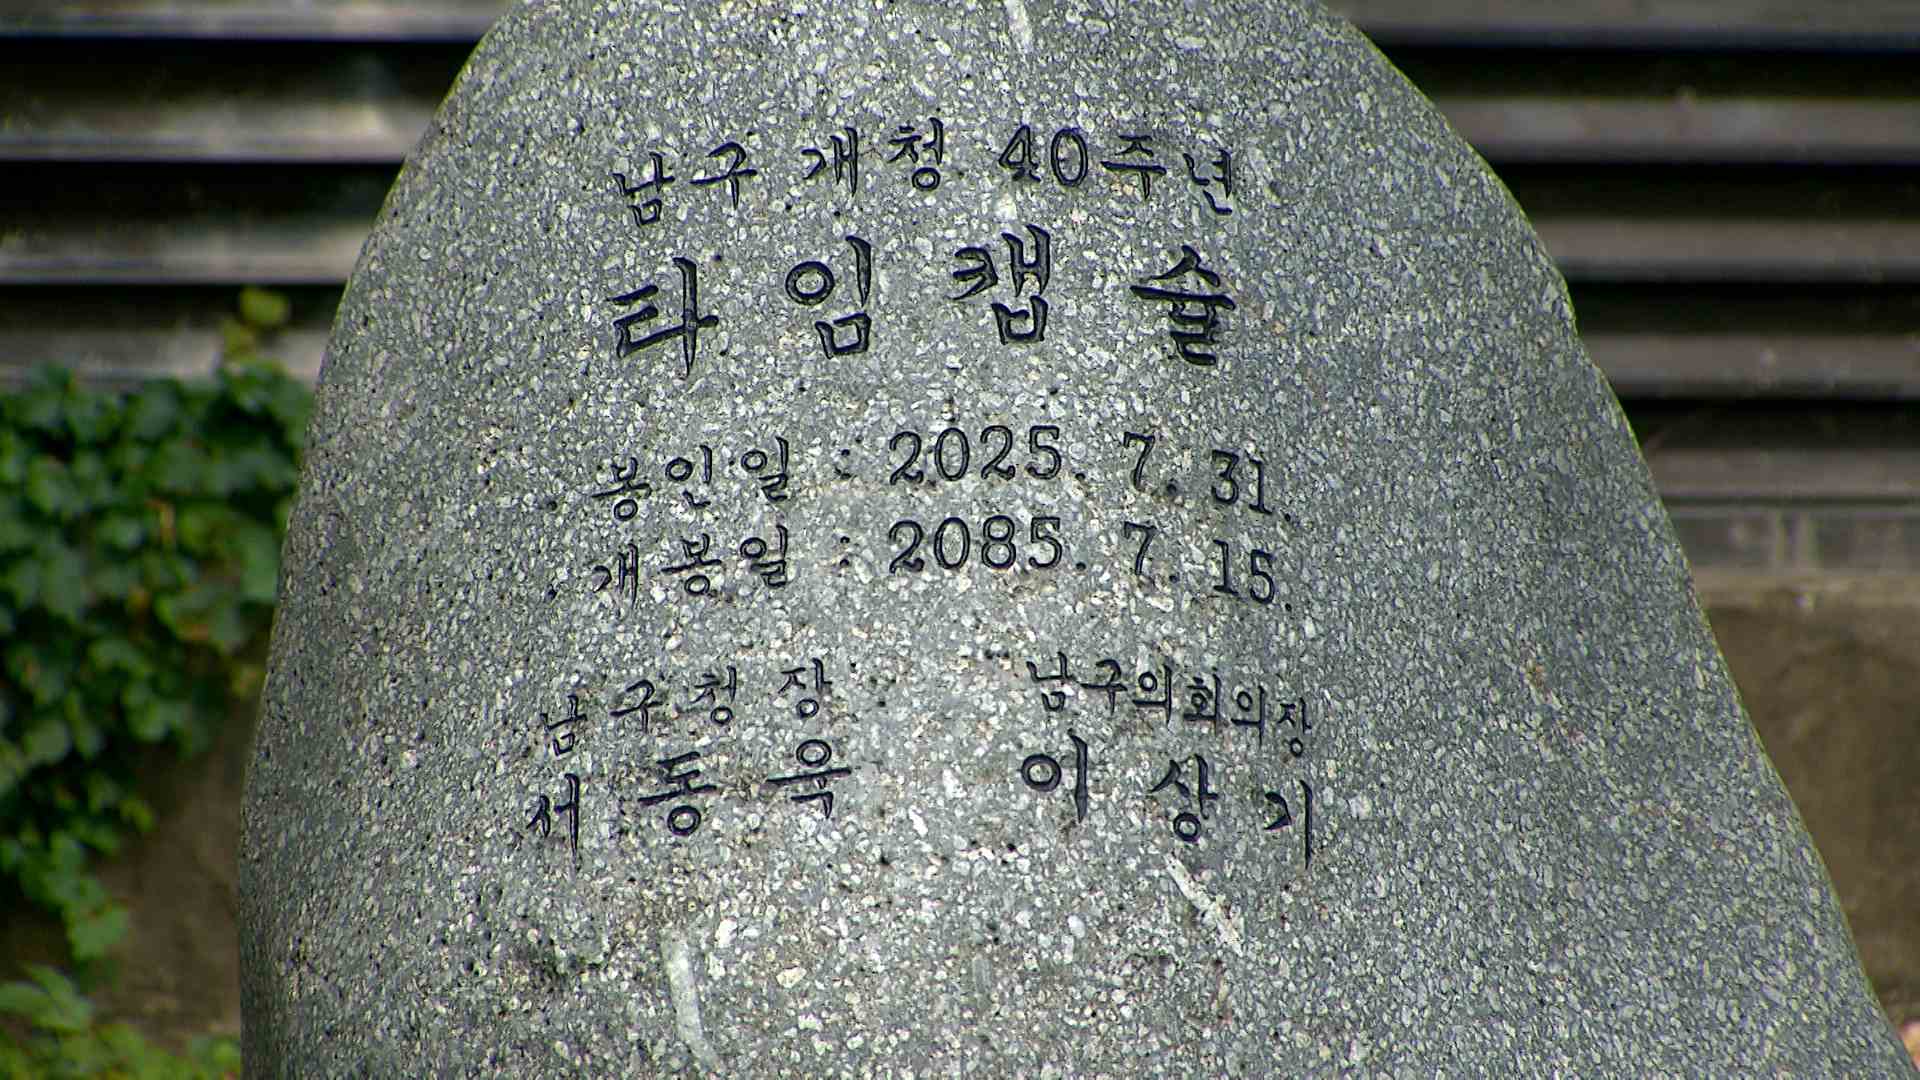 남구 개청 40주년
타임캡슐
봉인일 : 2025. 7. 31.
개봉일 : 2085. 7. 15.
남구청장 남구의회의장
서동욱 이상기